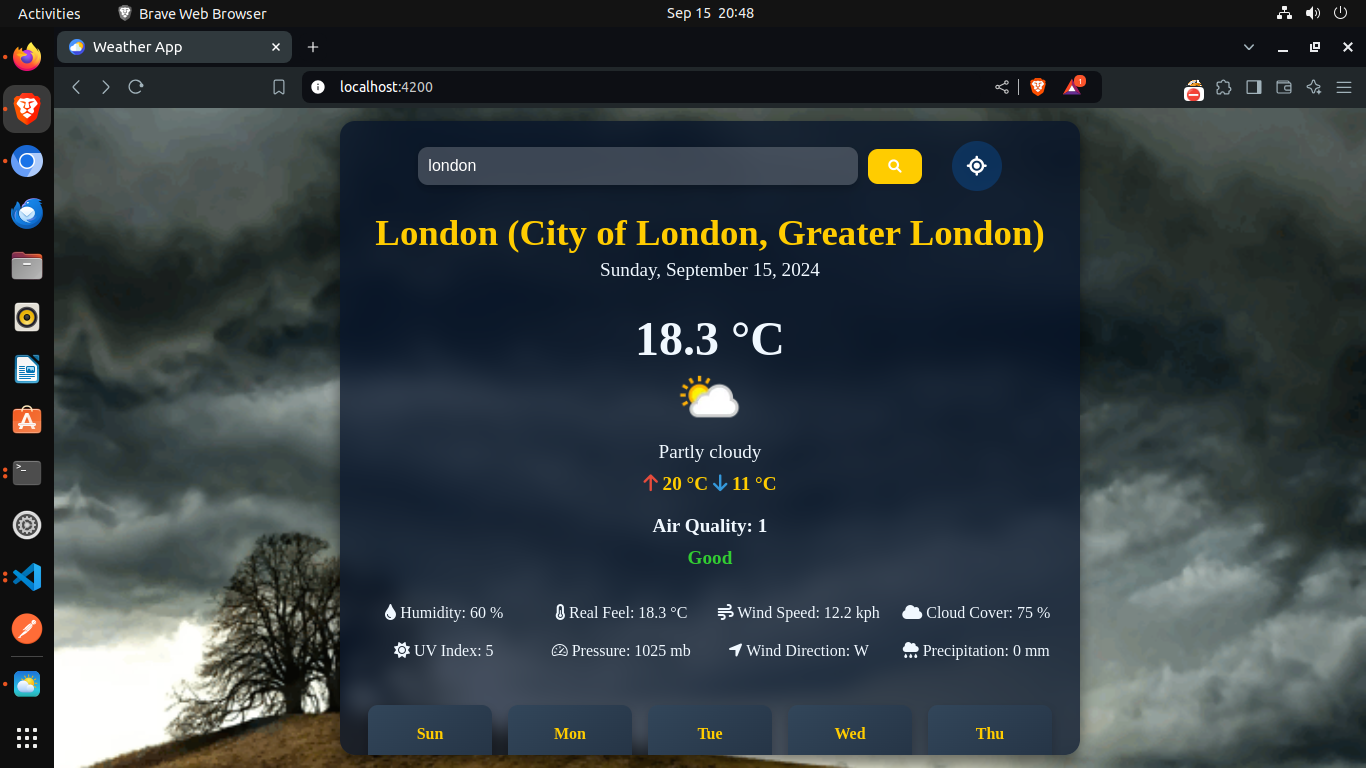 Activities Brave Web Browser Sep 15 20:48
Weather App
localhost:4200
1
london
London (City of London, Greater London)
Sunday, September 15, 2024
18.3 °C
Partly cloudy
20 °C 11 °C
Air Quality: 1
Good
Humidity: 60 % Real Feel: 18.3 °C Wind Speed: 12.2 kph Cloud Cover: 75 %
UV Index: 5 Pressure: 1025 mb Wind Direction: W Precipitation: 0 mm
Sun Mon Tue Wed Thu